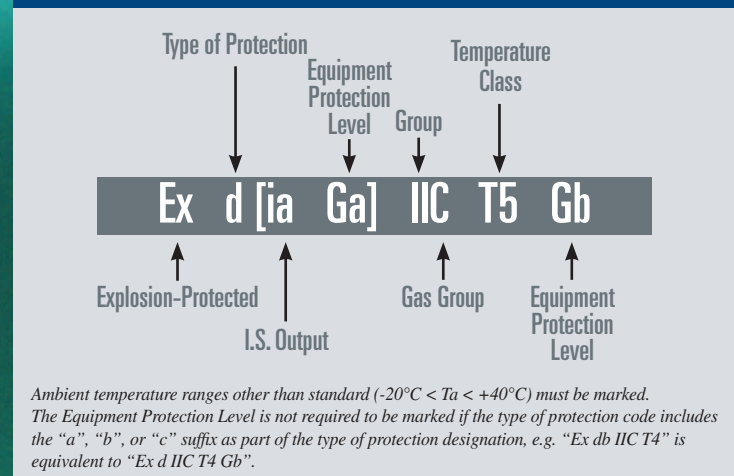 Type of Protection
Equipment
Protection
Level
Group
Temperature
Class
Ex d [ia Ga] IIC T5 Gb
Explosion-Protected
I.S. Output
Gas Group
Equipment
Protection
Level
Ambient temperature ranges other than standard (-20°C < Ta < +40°C) must be marked.
The Equipment Protection Level is not required to be marked if the type of protection code includes
the “a”, “b”, or “c” suffix as part of the type of protection designation, e.g. “Ex db IIC T4” is
equivalent to “Ex d IIC T4 Gb”.